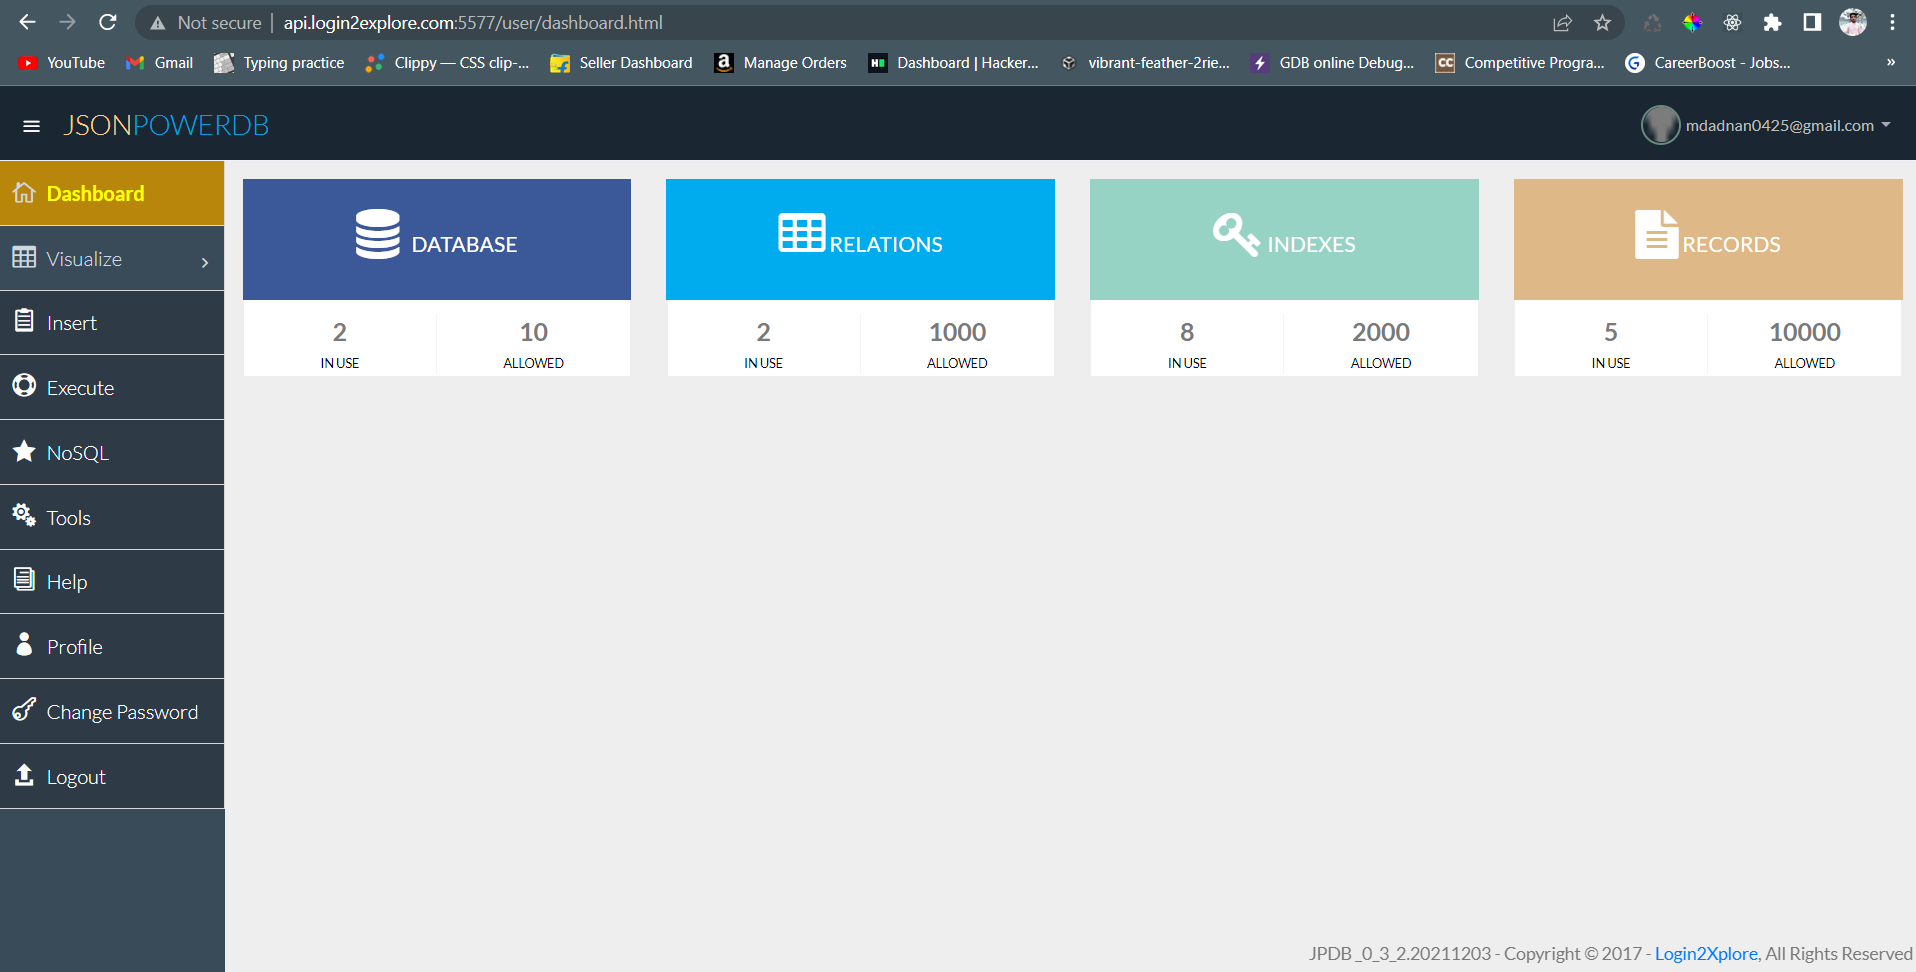 Not secure | api.login2explore.com:5577/user/dashboard.html
YouTube Gmail Typing practice Clippy — CSS clip-... Seller Dashboard Manage Orders Dashboard | Hacker... vibrant-feather-2rie... GDB online Debug... Competitive Progra... CareerBoost - Jobs... »
JSONPOWERDB
mdadnan0425@gmail.com
Dashboard
Visualize
Insert
Execute
NoSQL
Tools
Help
Profile
Change Password
Logout
DATABASE
2 10
IN USE ALLOWED
RELATIONS
2 1000
IN USE ALLOWED
INDEXES
8 2000
IN USE ALLOWED
RECORDS
5 10000
IN USE ALLOWED
JPDB_0_3_2.20211203 - Copyright © 2017 - Login2Xplore, All Rights Reserved